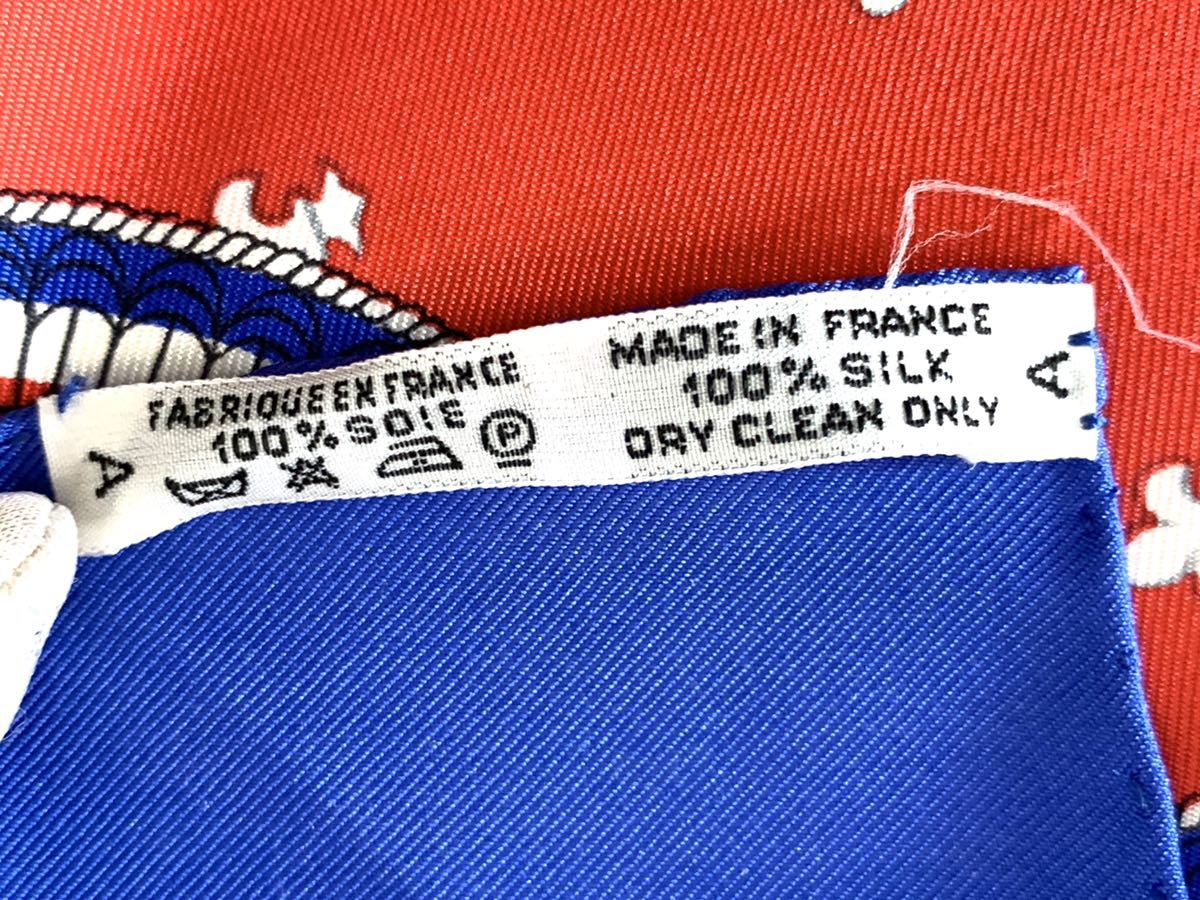 FABRIQUE EN FRANCE
100% SOIE
P
A
MADE IN FRANCE
100% SILK
DRY CLEAN ONLY
A